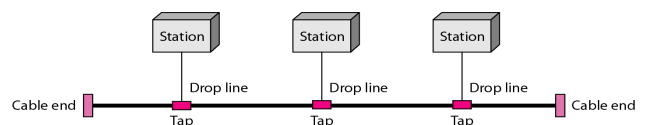 Station Station Station
Drop line Drop line Drop line
Cable end Cable end
Tap Tap Tap